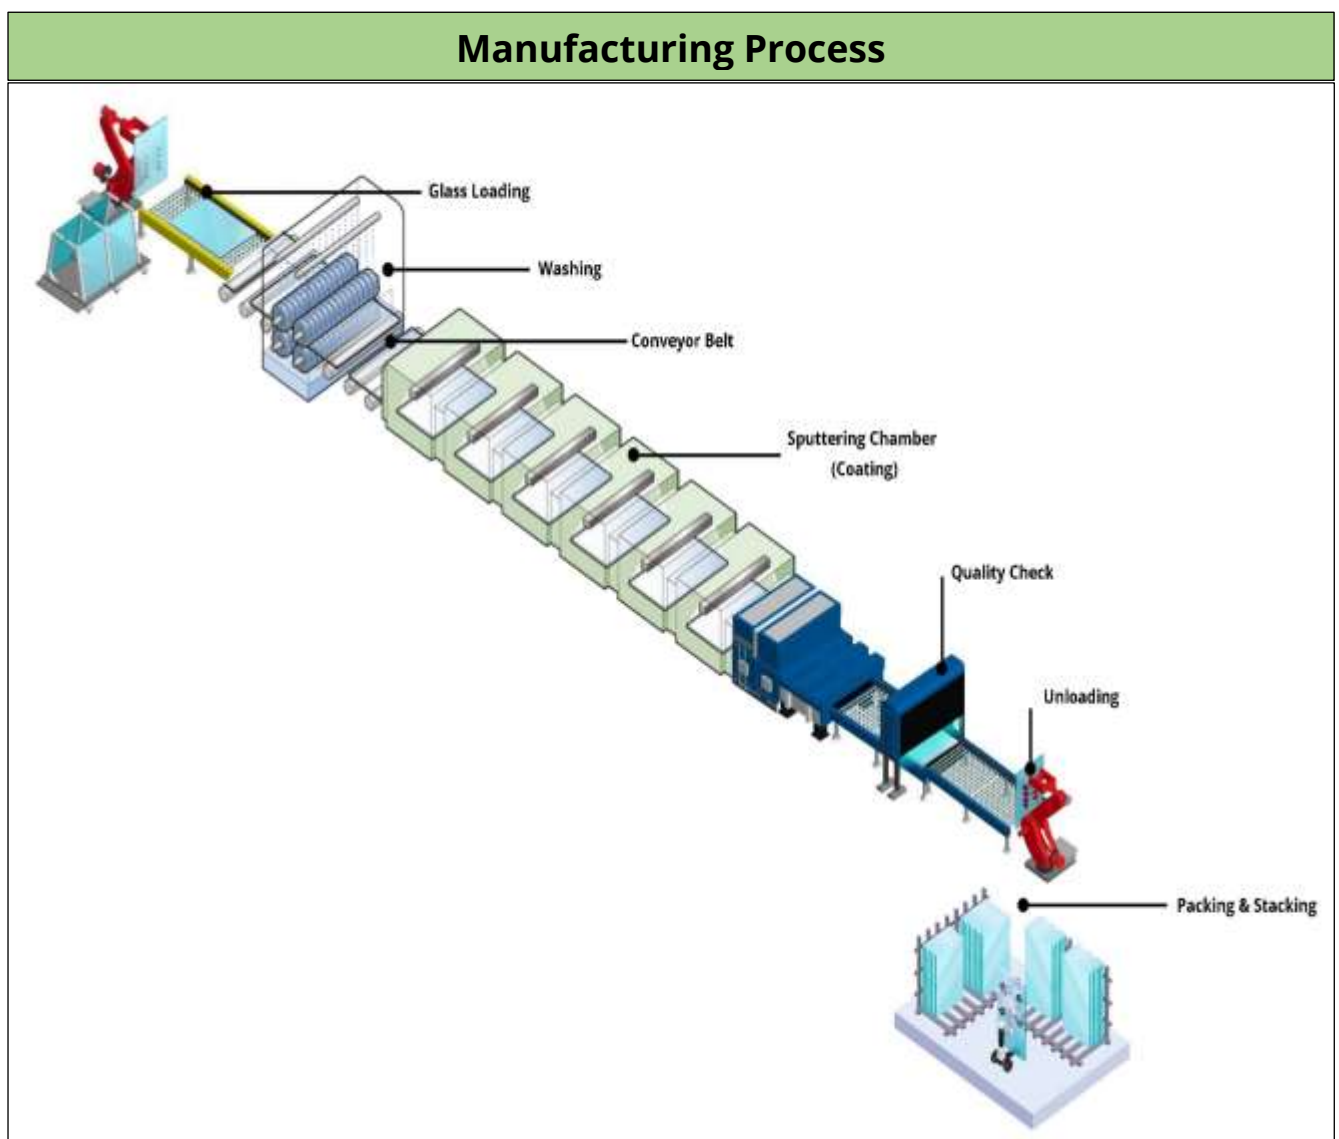 Manufacturing Process
Glass Loading
Washing
Conveyor Belt
Sputtering Chamber
(Coating)
Quality Check
Unloading
Packing & Stacking